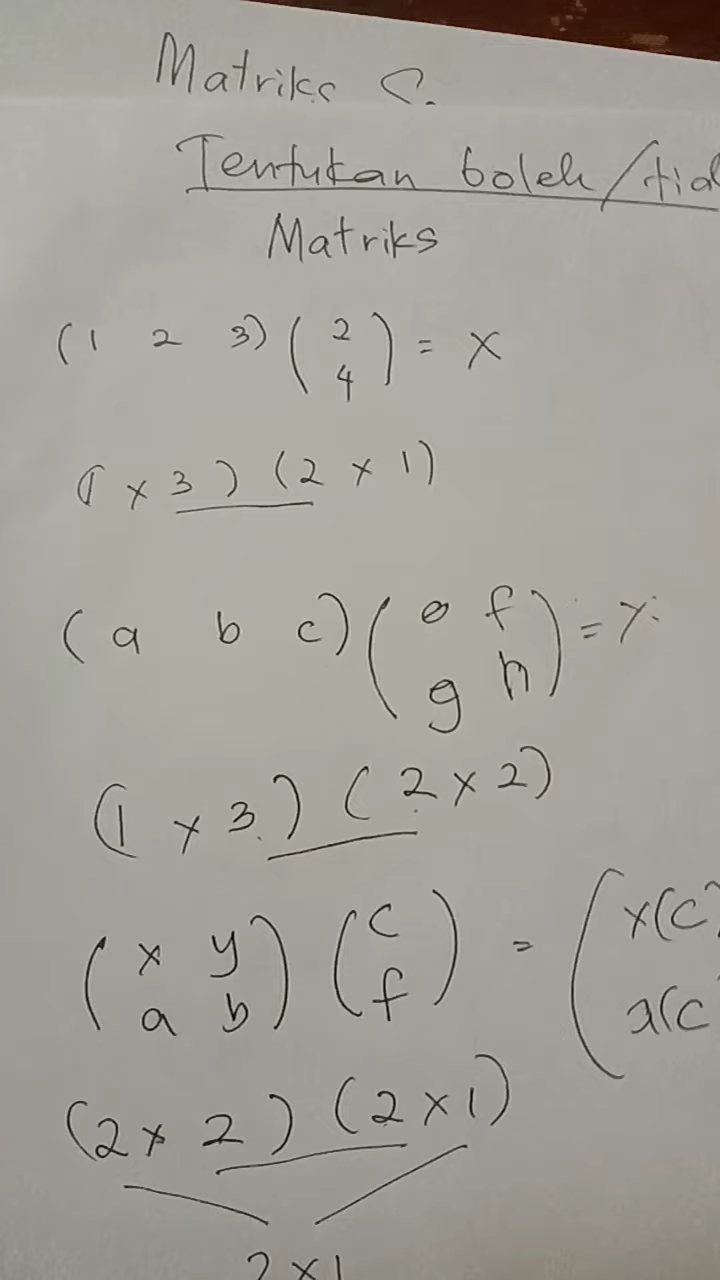 Matriks C.
Tentukan boleh/tia
Matriks
(1 2 3) (2 4) = X
(1 x 3) (2 x 1)
(a b c) (e f g h) = X
(1 x 3) (2 x 2)
(x y a b) (c f) = (x(c) a(c
(2 x 2) (2 x 1)
2 x 1